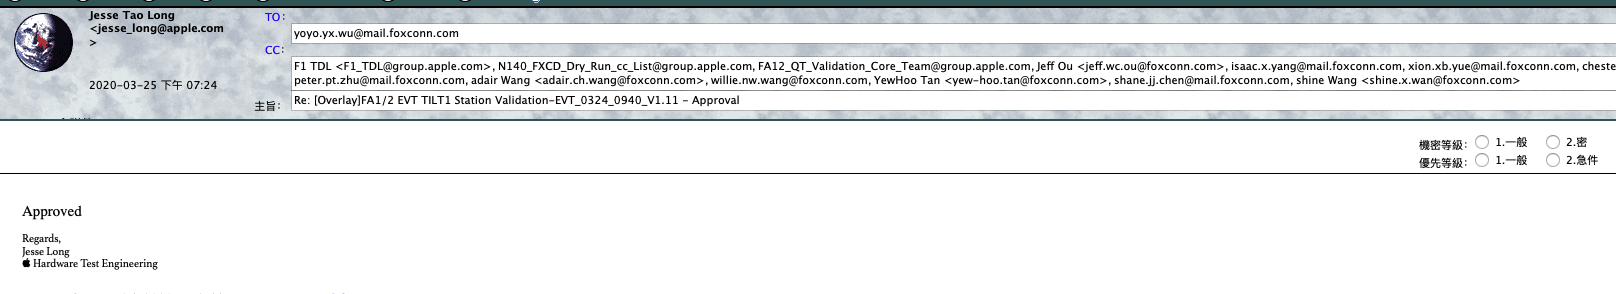 Jesse Tao Long
<jesse_long@apple.com
>
2020-03-25 下午 07:24
TO:
yoyo.yx.wu@mail.foxconn.com
CC:
F1 TDL <F1_TDL@group.apple.com>, N140_FXCD_Dry_Run_cc_List@group.apple.com, FA12_QT_Validation_Core_Team@group.apple.com, Jeff Ou <jeff.wc.ou@foxconn.com>, isaac.x.yang@mail.foxconn.com, xion.xb.yue@mail.foxconn.com, cheste
peter.pt.zhu@mail.foxconn.com, adair Wang <adair.ch.wang@foxconn.com>, willie.nw.wang@foxconn.com, YewHoo Tan <yew-hoo.tan@foxconn.com>, shane.jj.chen@mail.foxconn.com, shine Wang <shine.x.wan@foxconn.com>
主旨:
Re: [Overlay]FA1/2 EVT TILT1 Station Validation-EVT_0324_0940_V1.11 - Approval
機密等級: 1.一般 2.密
優先等級: 1.一般 2.急件
Approved
Regards,
Jesse Long
Hardware Test Engineering